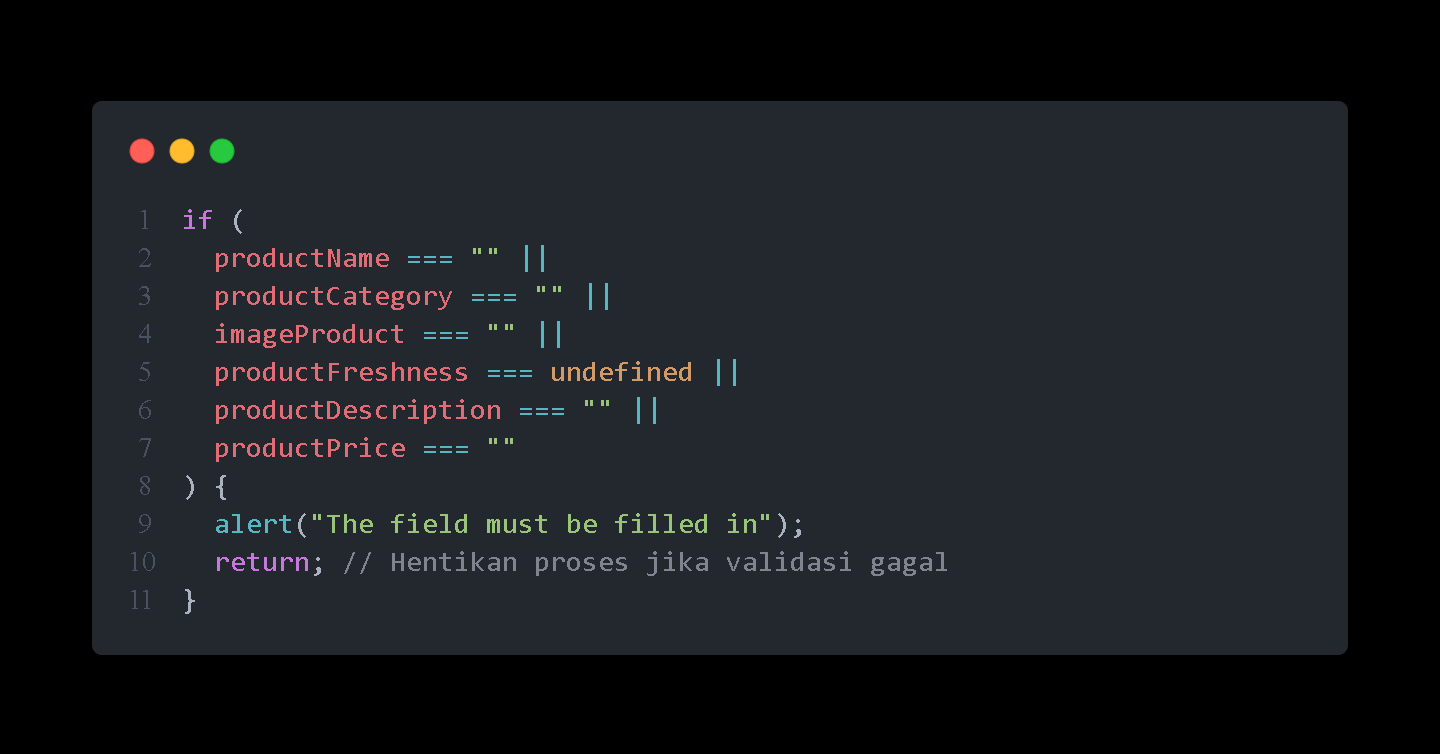 1 if (
2 productName === "" ||
3 productCategory === "" ||
4 imageProduct === "" ||
5 productFreshness === undefined ||
6 productDescription === "" ||
7 productPrice === ""
8 ) {
9 alert("The field must be filled in");
10 return; // Hentikan proses jika validasi gagal
11 }